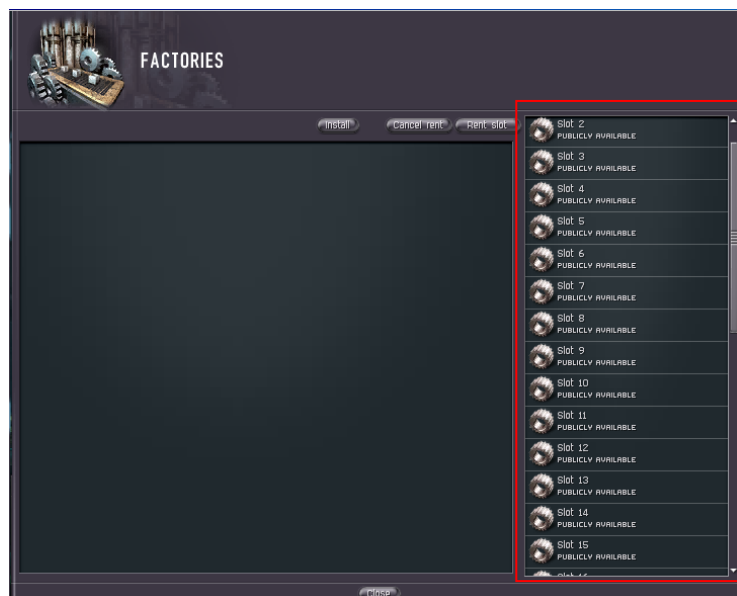 FACTORIES
Install
Cancel rent
Rent slot
Slot 2
PUBLICLY AVAILABLE
Slot 3
PUBLICLY AVAILABLE
Slot 4
PUBLICLY AVAILABLE
Slot 5
PUBLICLY AVAILABLE
Slot 6
PUBLICLY AVAILABLE
Slot 7
PUBLICLY AVAILABLE
Slot 8
PUBLICLY AVAILABLE
Slot 9
PUBLICLY AVAILABLE
Slot 10
PUBLICLY AVAILABLE
Slot 11
PUBLICLY AVAILABLE
Slot 12
PUBLICLY AVAILABLE
Slot 13
PUBLICLY AVAILABLE
Slot 14
PUBLICLY AVAILABLE
Slot 15
PUBLICLY AVAILABLE
Close